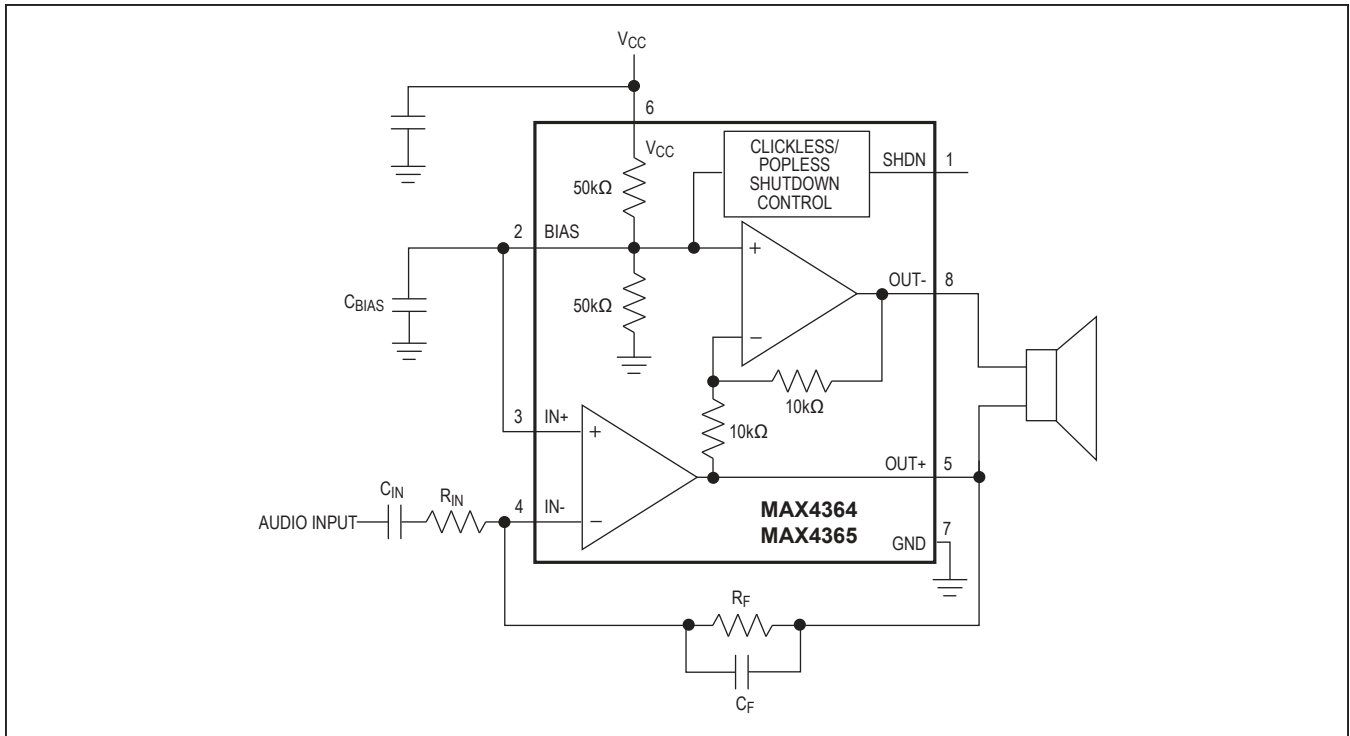 VCC
6
VCC
CLICKLESS/
POPLESS
SHUTDOWN
CONTROL
SHDN 1
50kΩ
2 BIAS
+
OUT- 8
CBIAS
50kΩ
−
10kΩ
10kΩ
3 IN+
+
OUT+ 5
CIN
RIN
AUDIO INPUT
4 IN-
−
MAX4364
MAX4365
7
GND
RF
CF